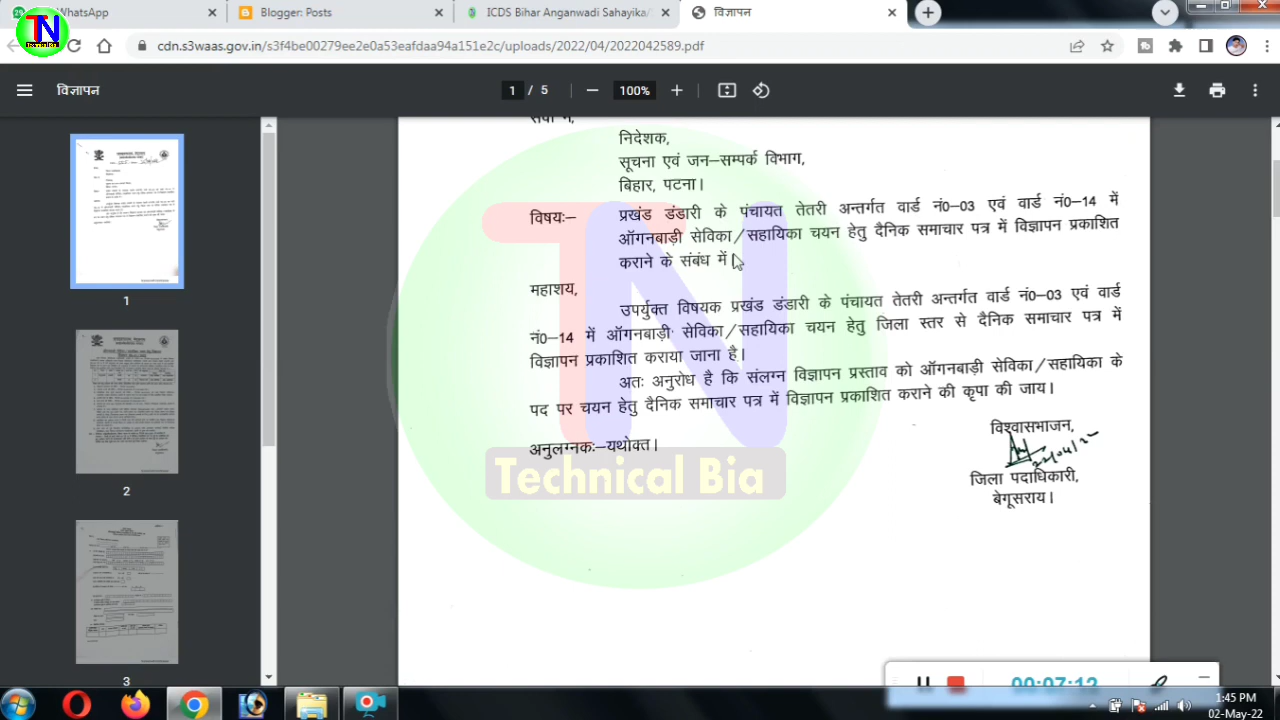 WhatsApp
Blogger: Posts
ICDS Bihar Anganwadi Sahayika/
विज्ञापन
TN
cdn.s3waas.gov.in/s3f4be00279ee2e0a53eafdaa94a151e2c/uploads/2022/04/2022042589.pdf
विज्ञापन
1 / 5
100%
सेवा में,
निदेशक,
सूचना एवं जन-सम्पर्क विभाग,
बिहार, पटना।
विषयः- प्रखंड डंडारी के पंचायत तेतरी अन्तर्गत वार्ड नं0-03 एवं वार्ड नं0-14 में
ऑगनबाड़ी सेविका/सहायिका चयन हेतु दैनिक समाचार पत्र में विज्ञापन प्रकाशित
कराने के संबंध में।
महाशय,
उपर्युक्त विषयक प्रखंड डंडारी के पंचायत तेतरी अन्तर्गत वार्ड नं0-03 एवं वार्ड
नं0-14 में ऑगनबाड़ी सेविका/सहायिका चयन हेतु जिला स्तर से दैनिक समाचार पत्र में
विज्ञापन प्रकाशित कराया जाना है।
अतः अनुरोध है कि संलग्न विज्ञापन प्रस्ताव को ऑगनबाड़ी सेविका/सहायिका के
पद पर चयन हेतु दैनिक समाचार पत्र में विज्ञापन प्रकाशित कराने की कृपा की जाय।
अनुलग्नकः-यथोक्त।
विश्वासभाजन,
जिला पदाधिकारी,
बेगूसराय।
TN
Technical Bia
1
2
3
00:07:12
1:45 PM
02-May-22